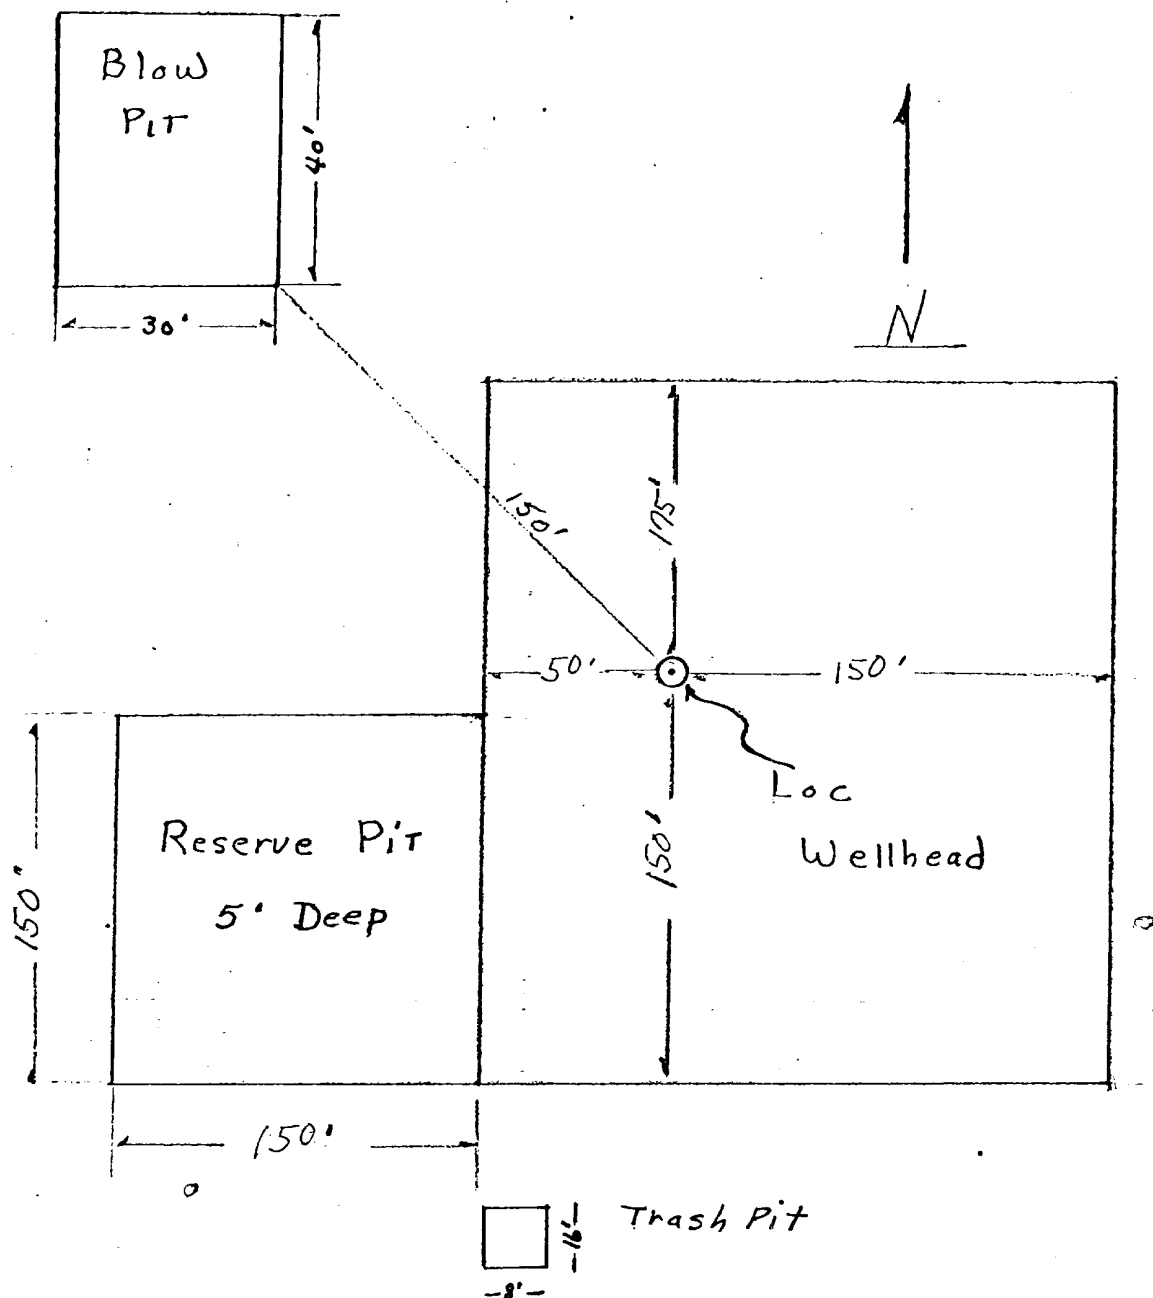 Blow
PIT
40'
30'
N
150'
175'
50'
150'
Loc
Wellhead
150'
Reserve PiT
5' Deep
150"
150'
Trash Pit
16'
8'